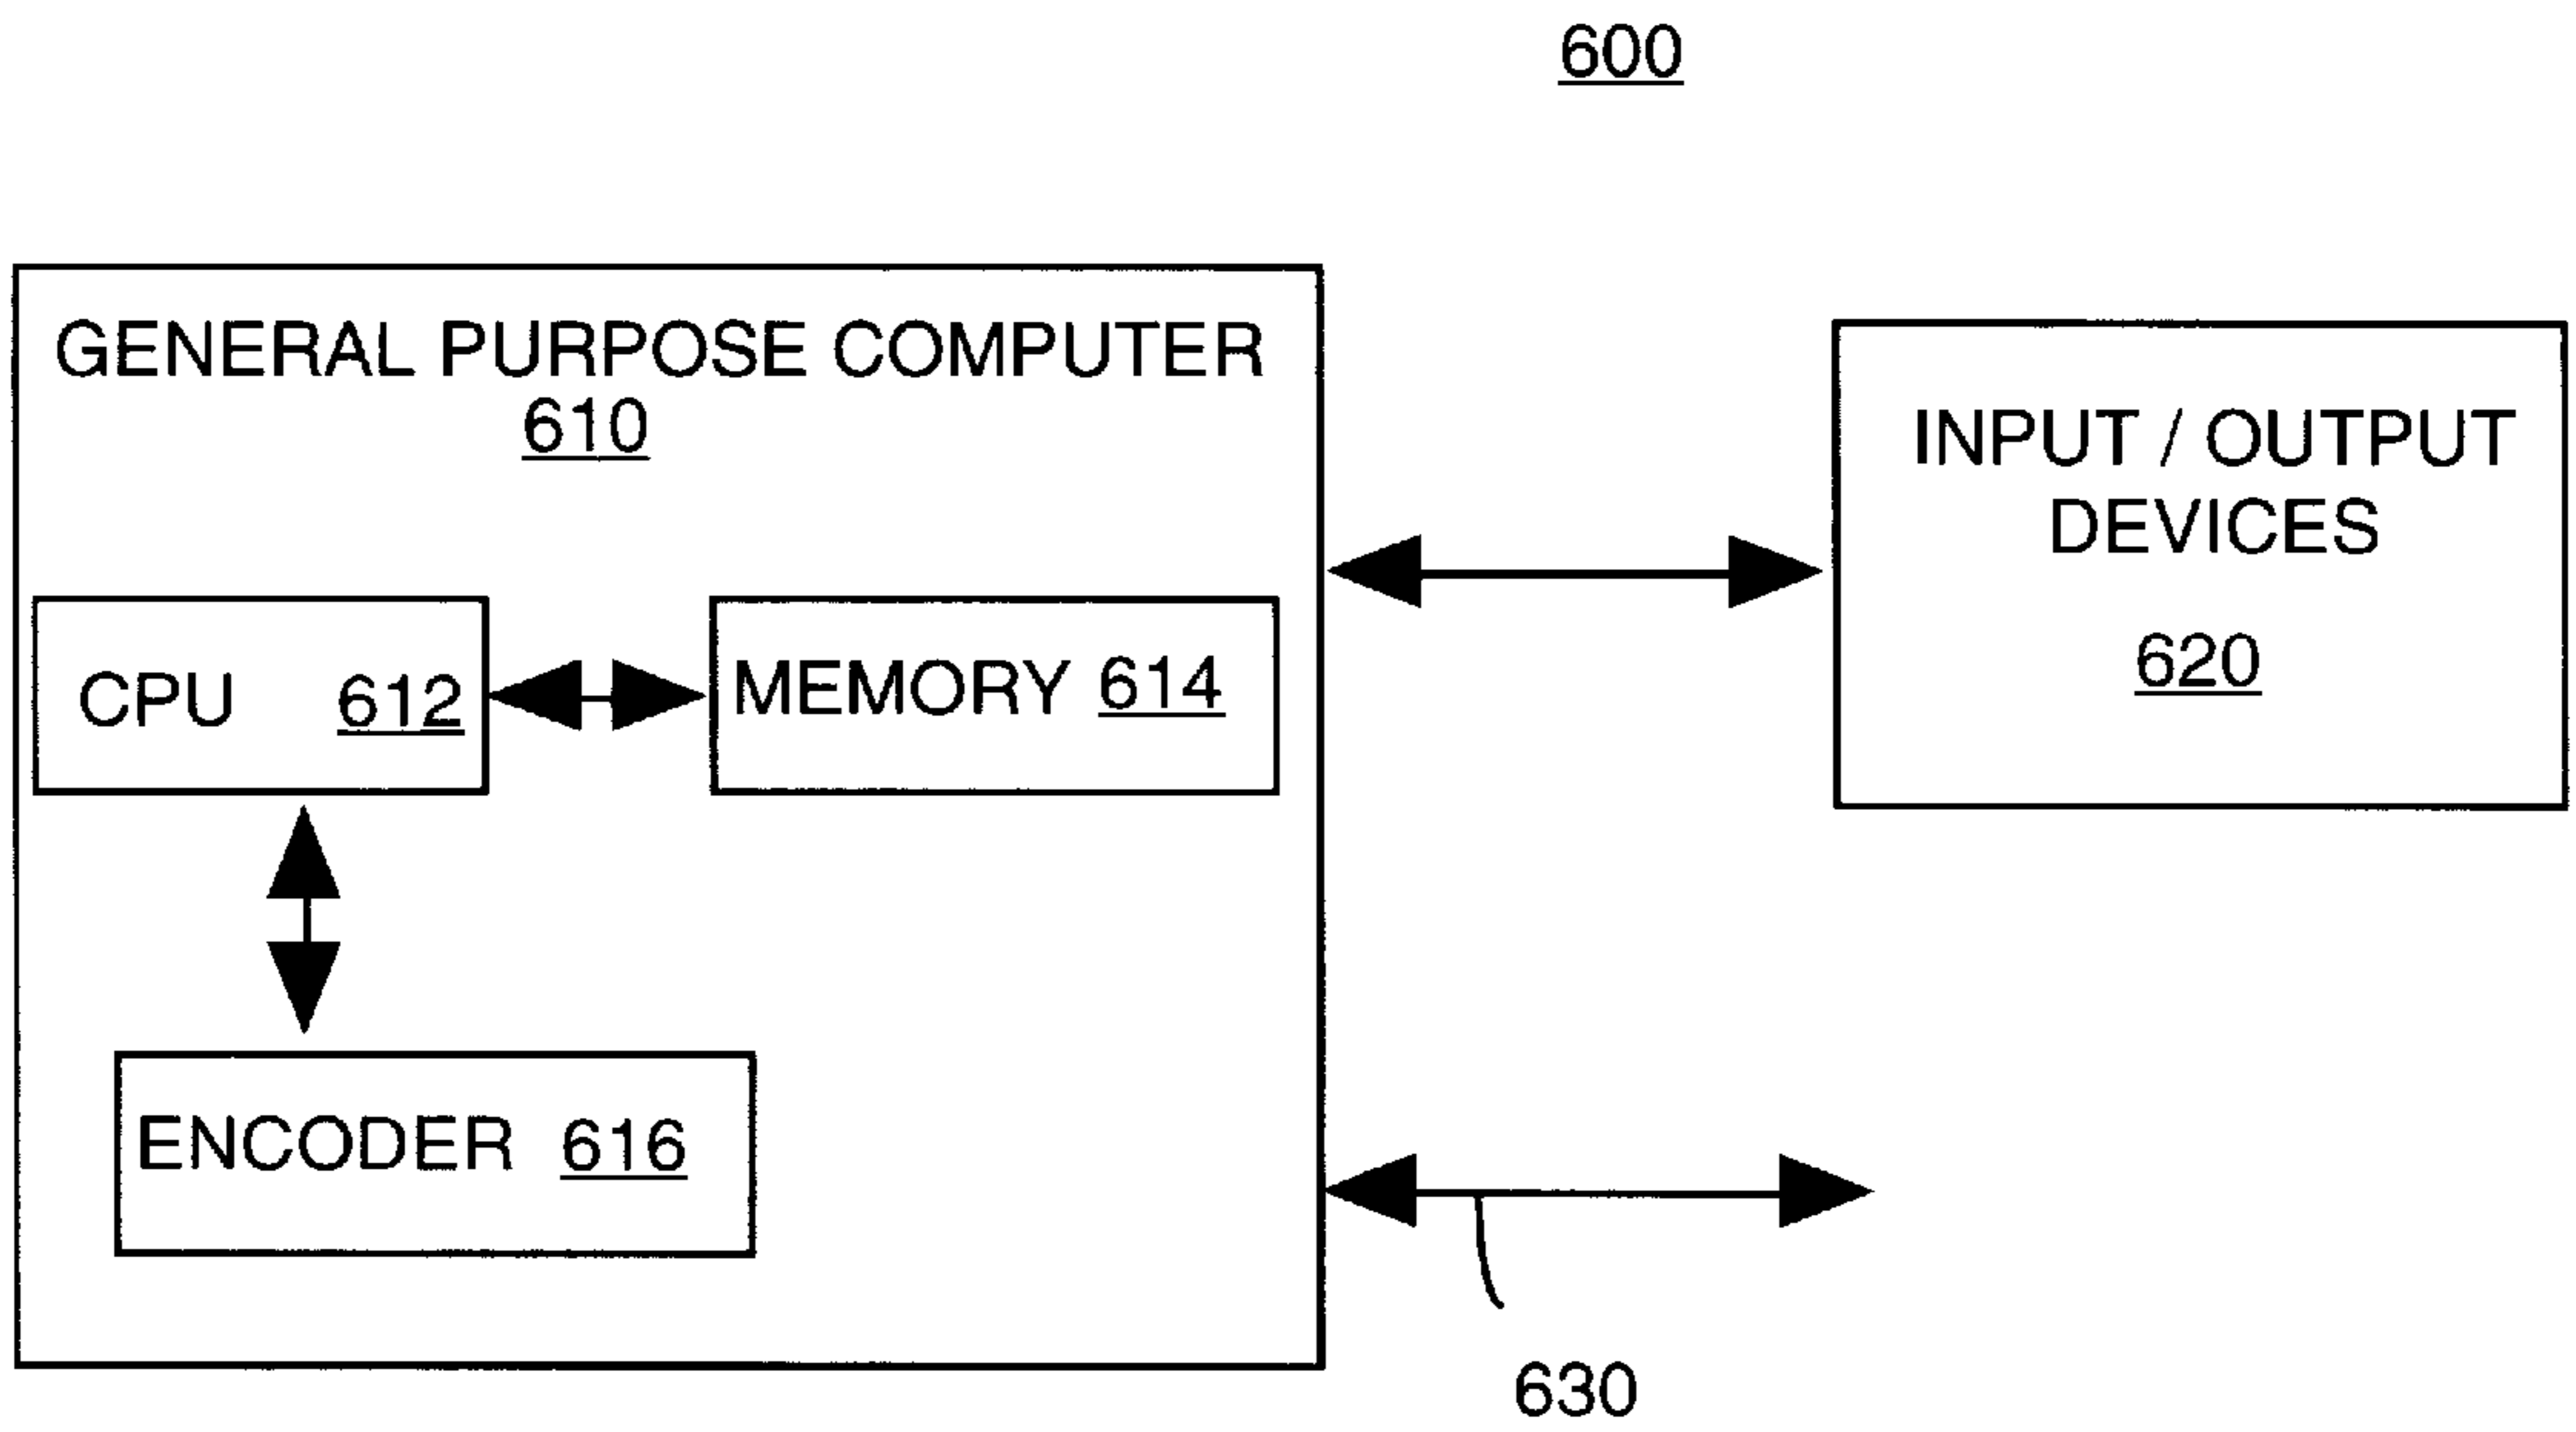 600
GENERAL PURPOSE COMPUTER
610
INPUT / OUTPUT
DEVICES
620
CPU 612
MEMORY 614
ENCODER 616
630